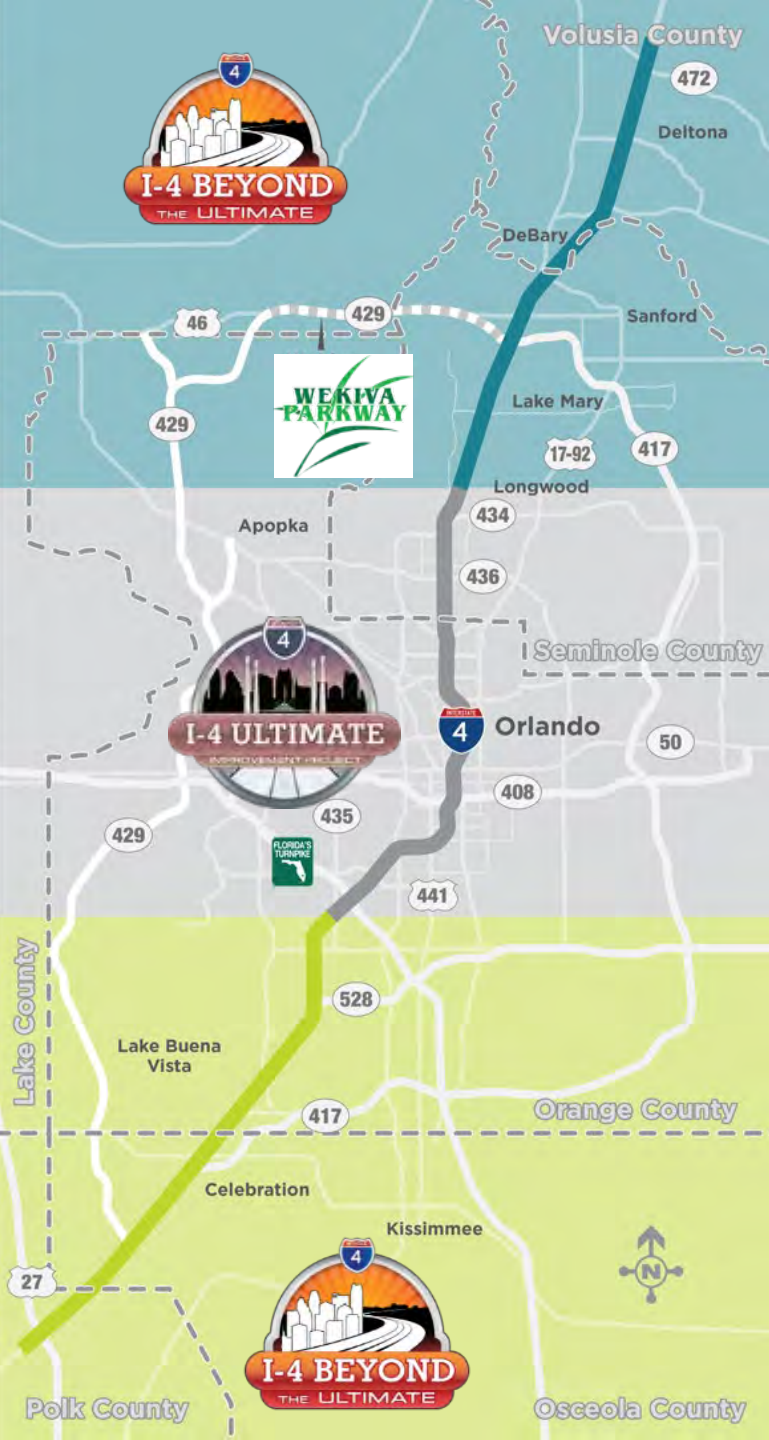 Volusia County
4
472
Deltona
I-4 BEYOND
THE ULTIMATE
DeBary
46
429
Sanford
WEKIVA
PARKWAY
Lake Mary
429
17-92
417
Longwood
434
Apopka
436
4
Seminole County
I-4 ULTIMATE
IMPROVEMENT PROJECT
INTERSTATE
4
Orlando
50
408
435
429
FLORIDA'S
TURNPIKE
441
Lake County
528
Lake Buena
Vista
417
Orange County
Celebration
Kissimmee
4
N
27
I-4 BEYOND
THE ULTIMATE
Polk County
Osceola County